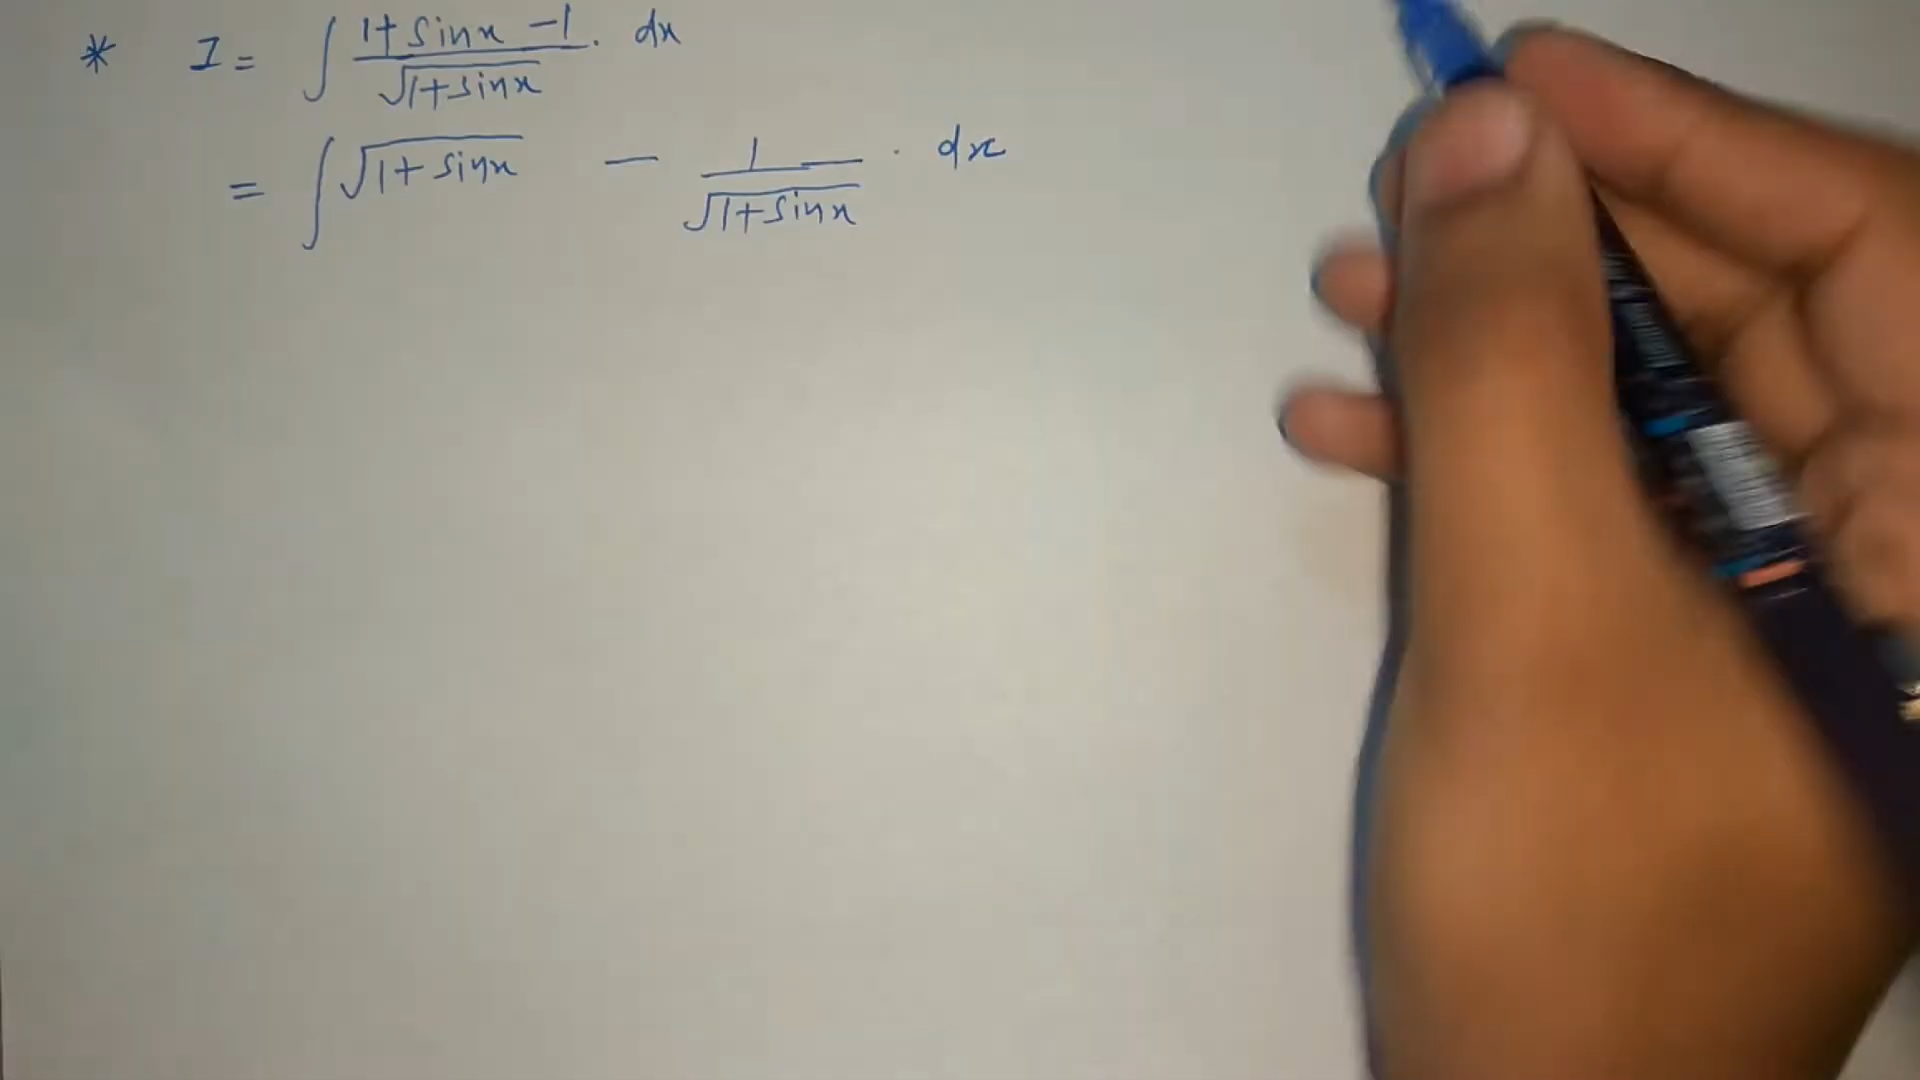 * I = ∫ (1 + sinx - 1)/√(1+sinx) . dx
= ∫ √(1+sinx) - 1/√(1+sinx) . dx